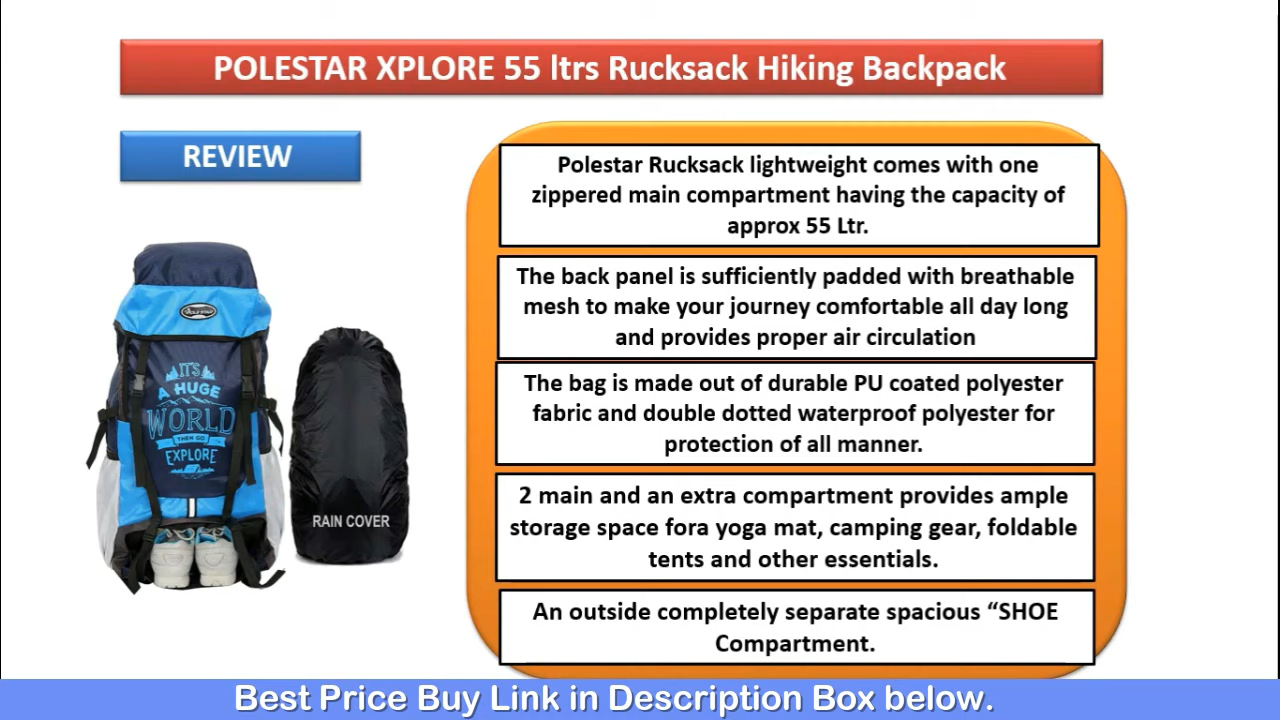 POLESTAR XPLORE 55 ltrs Rucksack Hiking Backpack
REVIEW
Polestar Rucksack lightweight comes with one
zippered main compartment having the capacity of
approx 55 Ltr.
The back panel is sufficiently padded with breathable
mesh to make your journey comfortable all day long
and provides proper air circulation
The bag is made out of durable PU coated polyester
fabric and double dotted waterproof polyester for
protection of all manner.
2 main and an extra compartment provides ample
storage space fora yoga mat, camping gear, foldable
tents and other essentials.
An outside completely separate spacious “SHOE
Compartment.
IT'S
A HUGE
WORLD
THEN GO
EXPLORE
RAIN COVER
Best Price Buy Link in Description Box below.